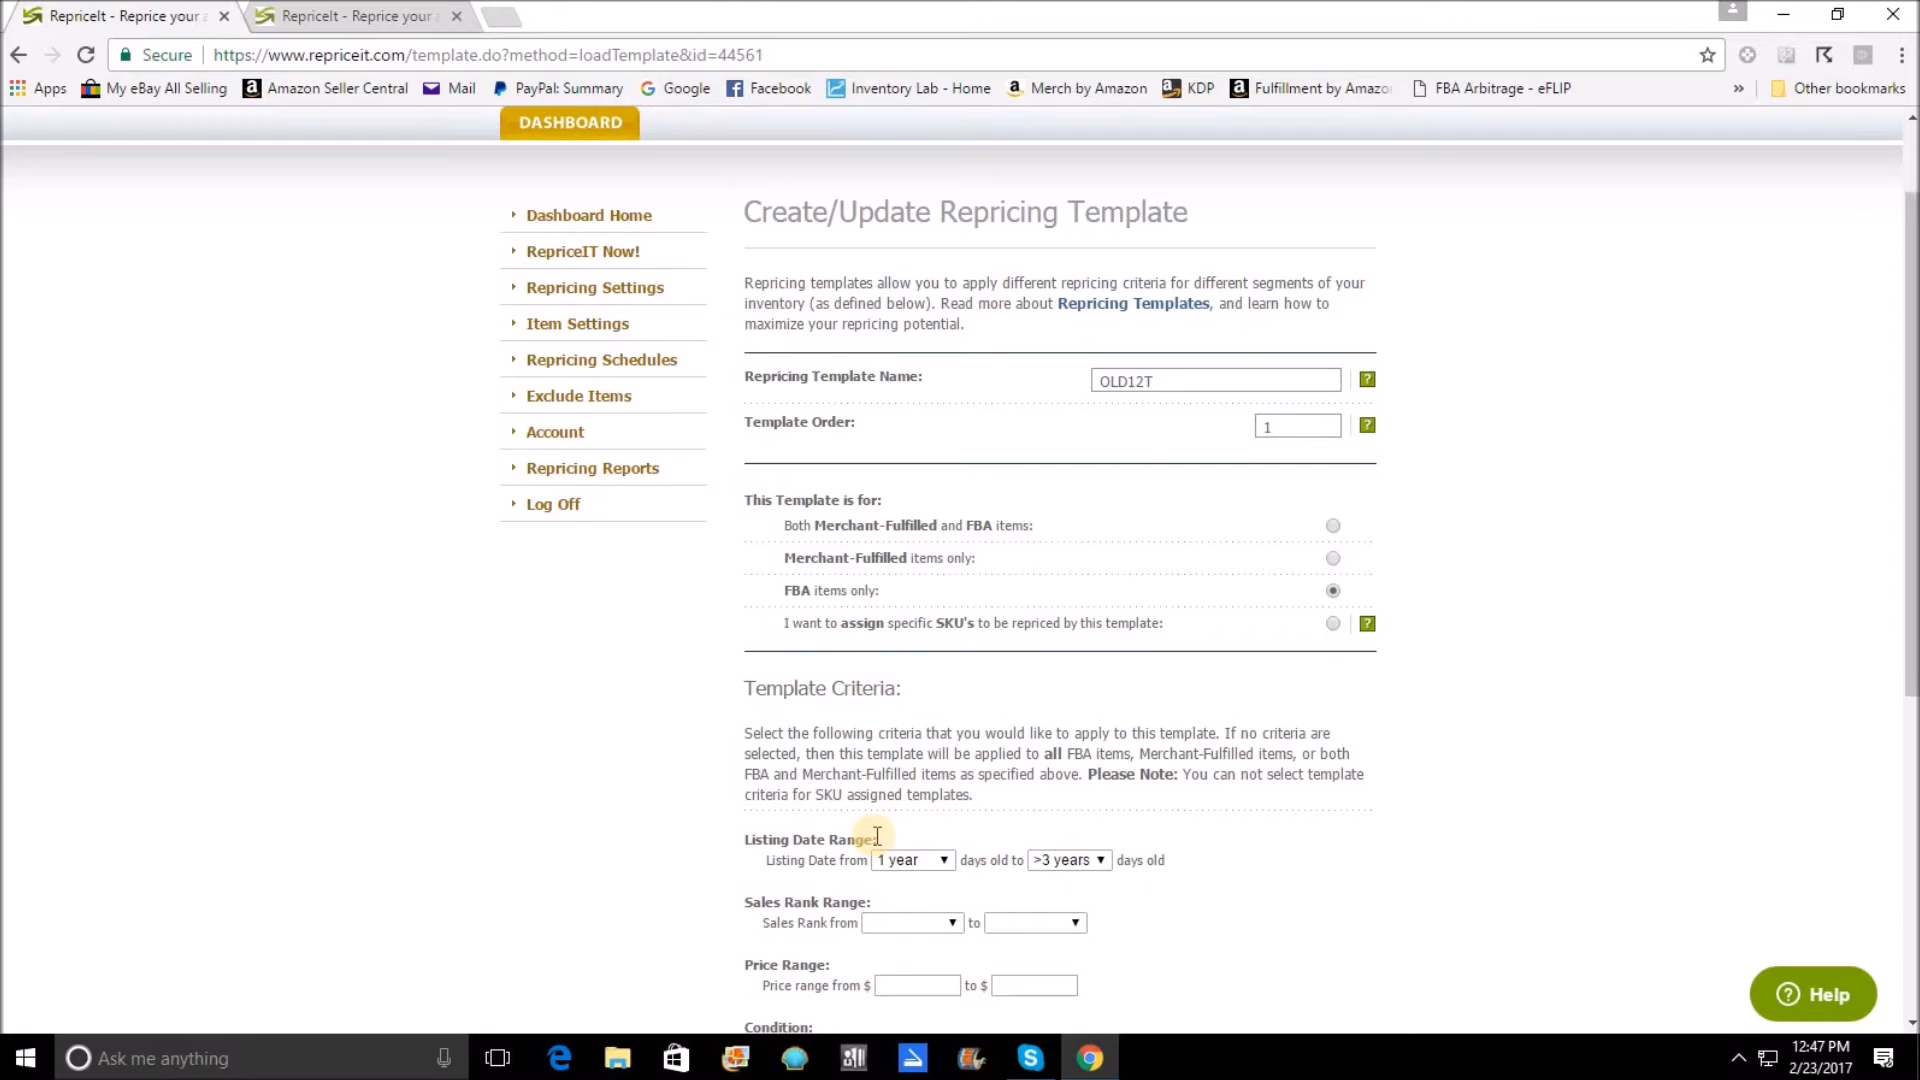 RepriceIt - Reprice your
RepriceIt - Reprice your
Secure https://www.repriceit.com/template.do?method=loadTemplate&id=44561
Apps My eBay All Selling Amazon Seller Central Mail PayPal: Summary Google Facebook Inventory Lab - Home Merch by Amazon KDP Fulfillment by Amazo FBA Arbitrage - eFLIP » Other bookmarks
DASHBOARD
Dashboard Home
RepriceIT Now!
Repricing Settings
Item Settings
Repricing Schedules
Exclude Items
Account
Repricing Reports
Log Off
Create/Update Repricing Template
Repricing templates allow you to apply different repricing criteria for different segments of your
inventory (as defined below). Read more about Repricing Templates, and learn how to
maximize your repricing potential.
Repricing Template Name: OLD12T ?
Template Order: 1 ?
This Template is for:
Both Merchant-Fulfilled and FBA items:
Merchant-Fulfilled items only:
FBA items only:
I want to assign specific SKU's to be repriced by this template: ?
Template Criteria:
Select the following criteria that you would like to apply to this template. If no criteria are
selected, then this template will be applied to all FBA items, Merchant-Fulfilled items, or both
FBA and Merchant-Fulfilled items as specified above. Please Note: You can not select template
criteria for SKU assigned templates.
Listing Date Range:
Listing Date from 1 year days old to >3 years days old
Sales Rank Range:
Sales Rank from to
Price Range:
Price range from $ to $
Condition:
? Help
Ask me anything
12:47 PM
2/23/2017